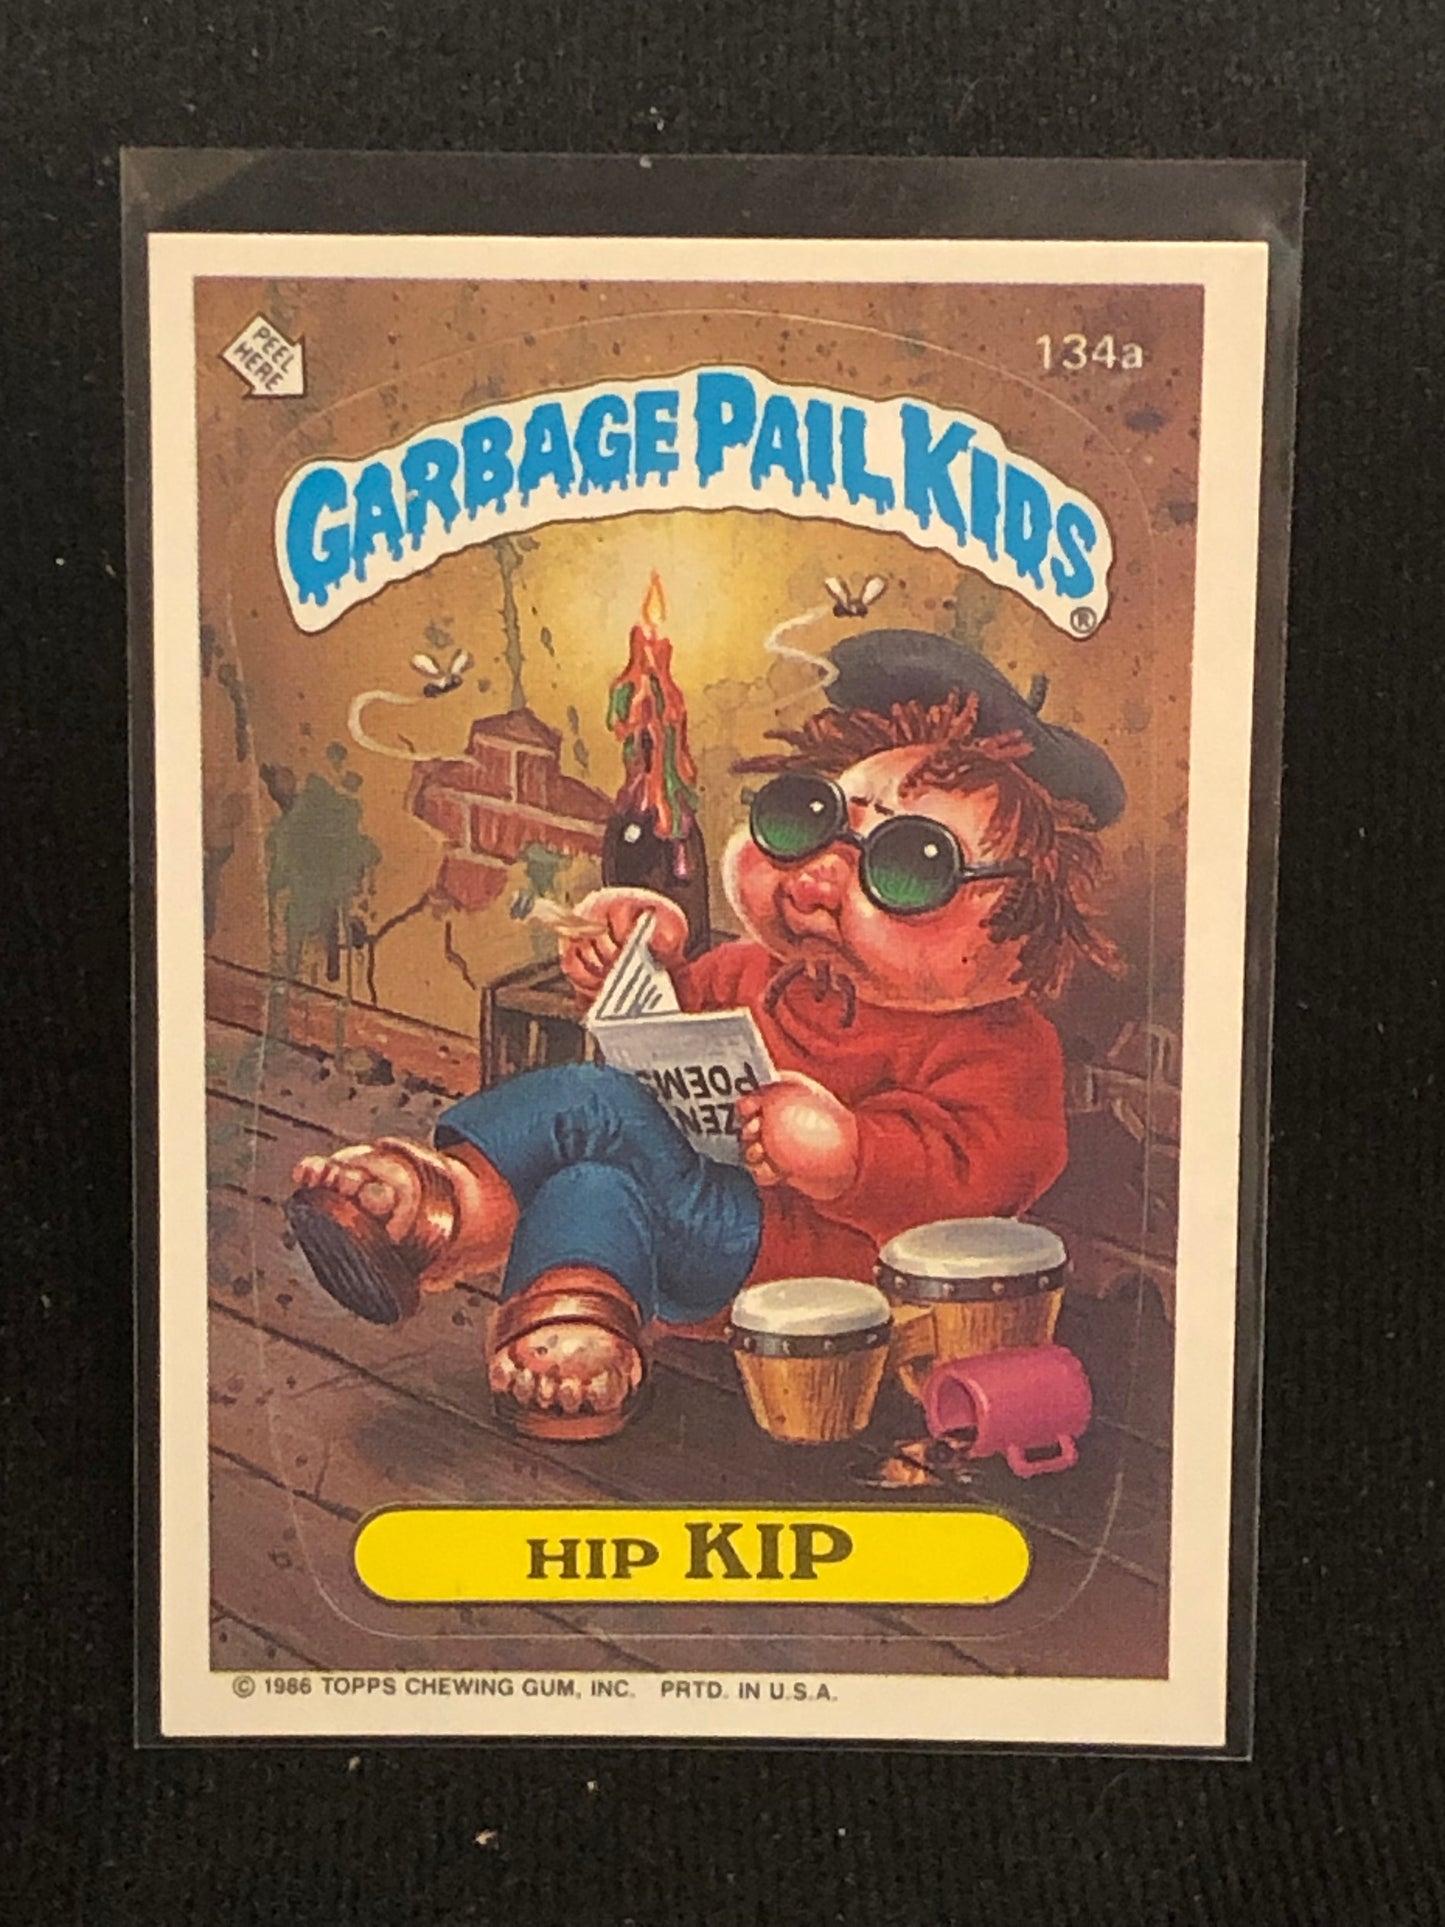 PEEL
HERE
134a
GARBAGE PAIL KIDS
®
ZEN
POEMS
HIP KIP
© 1986 TOPPS CHEWING GUM, INC. PRTD. IN U.S.A.